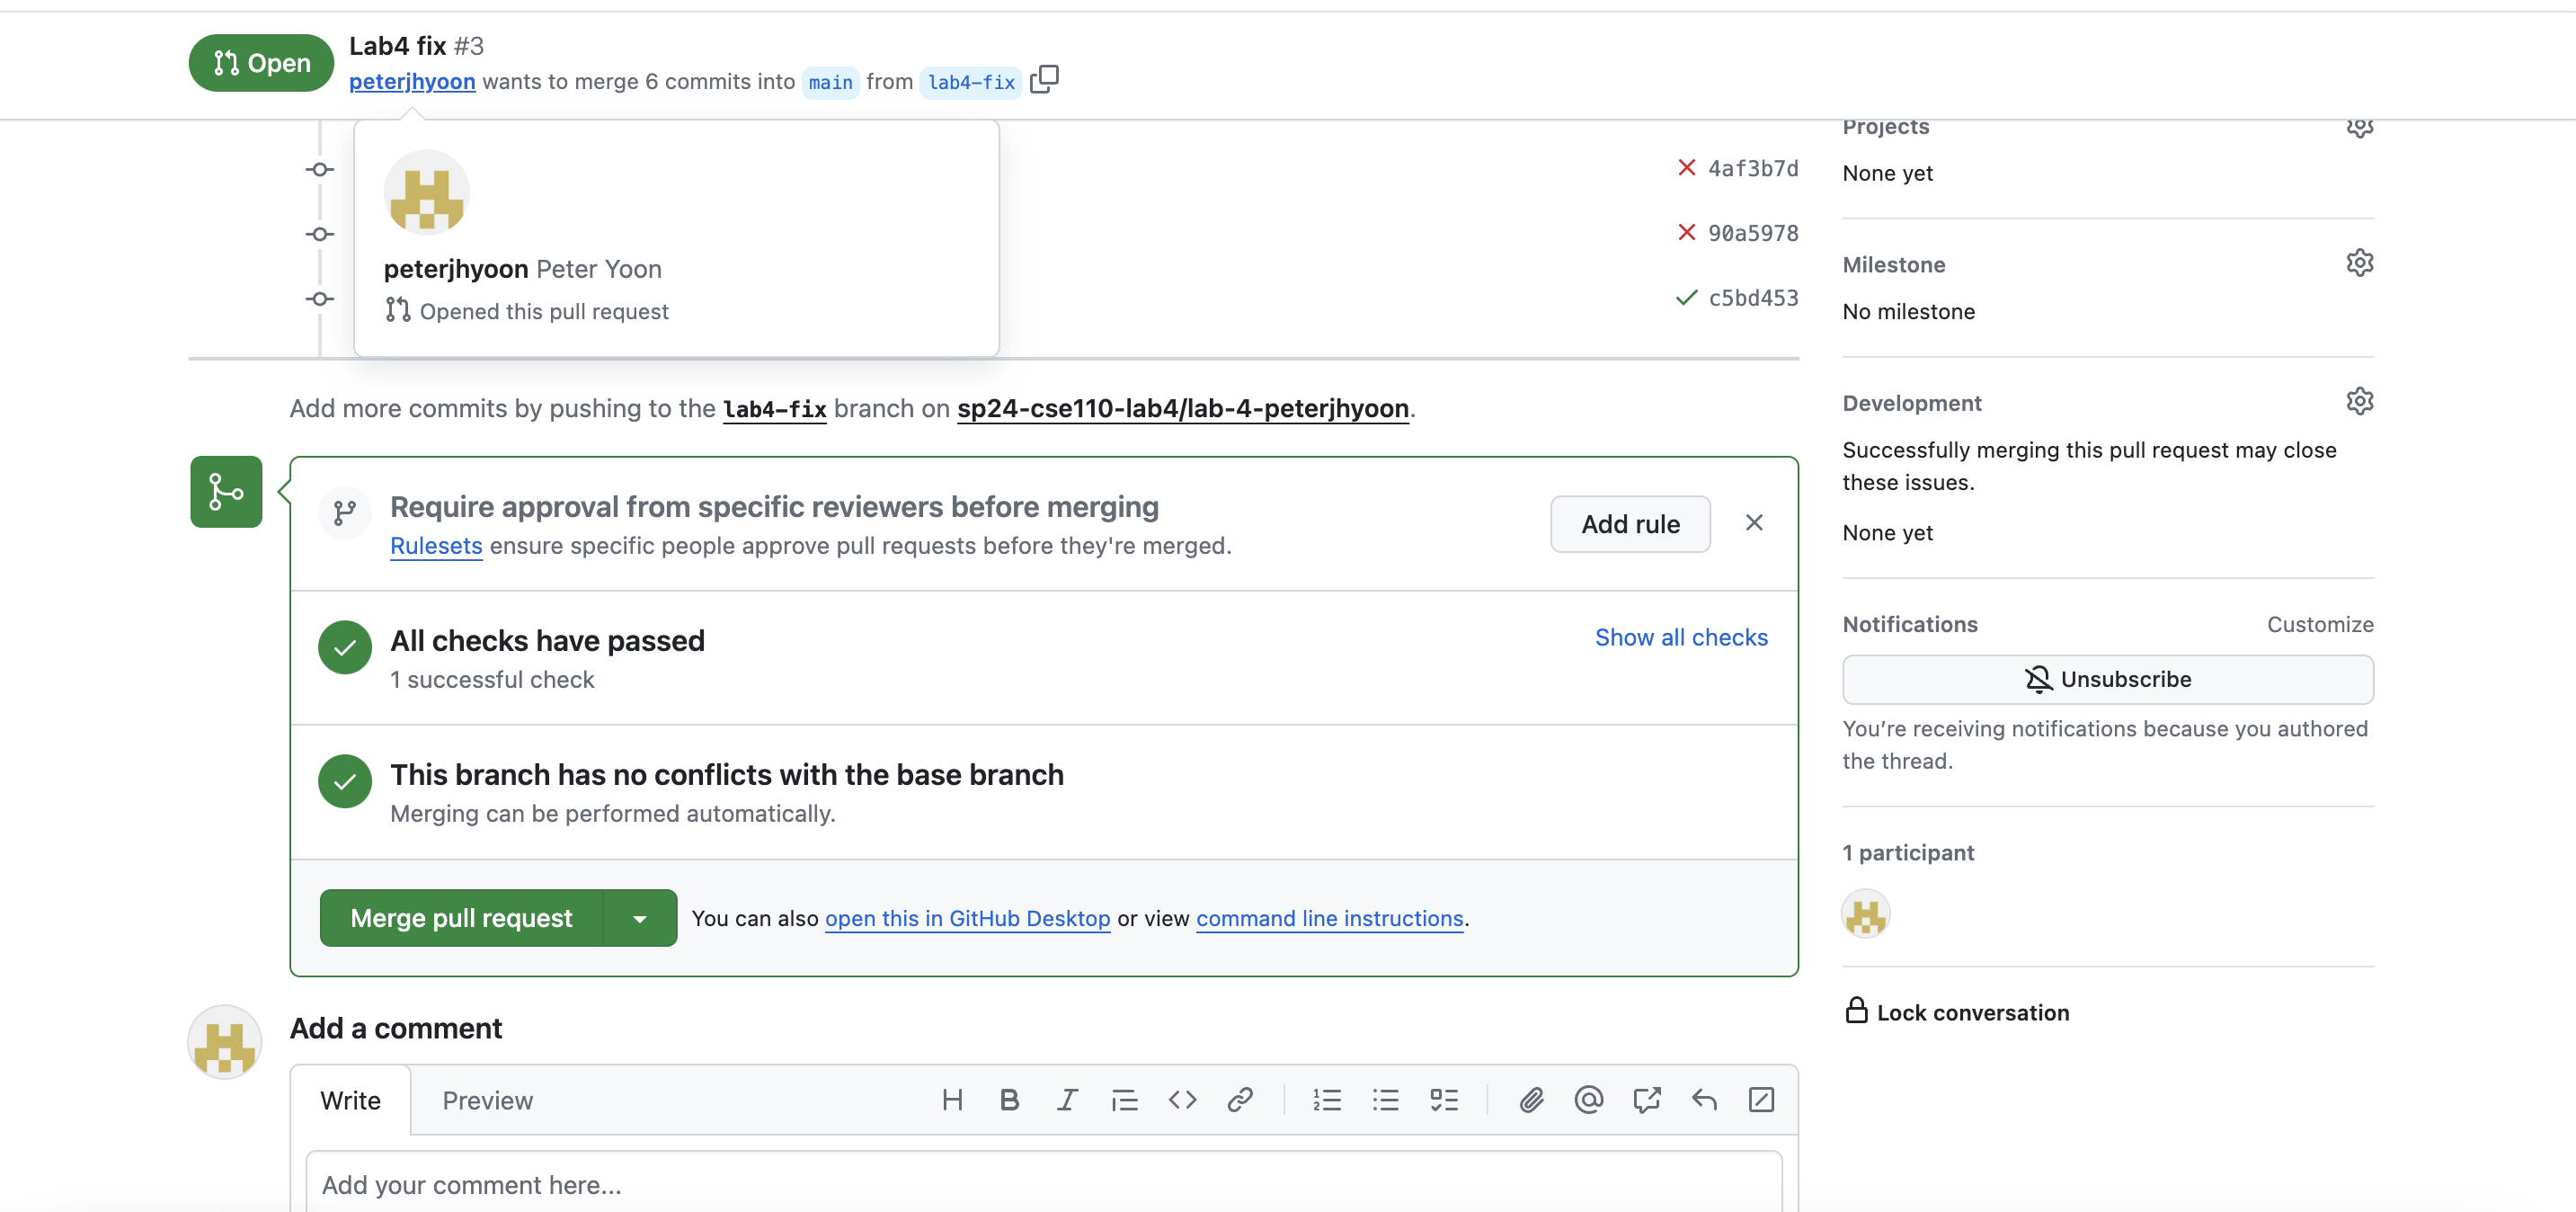 Open
Lab4 fix #3
peterjhyoon wants to merge 6 commits into main from lab4-fix
peterjhyoon Peter Yoon
Opened this pull request
4af3b7d
90a5978
c5bd453
Add more commits by pushing to the lab4-fix branch on sp24-cse110-lab4/lab-4-peterjhyoon.
Require approval from specific reviewers before merging
Rulesets ensure specific people approve pull requests before they're merged.
Add rule
All checks have passed
1 successful check
Show all checks
This branch has no conflicts with the base branch
Merging can be performed automatically.
Merge pull request
You can also open this in GitHub Desktop or view command line instructions.
Add a comment
Write
Preview
Add your comment here...
Projects
None yet
Milestone
No milestone
Development
Successfully merging this pull request may close
these issues.
None yet
Notifications
Customize
Unsubscribe
You’re receiving notifications because you authored
the thread.
1 participant
Lock conversation